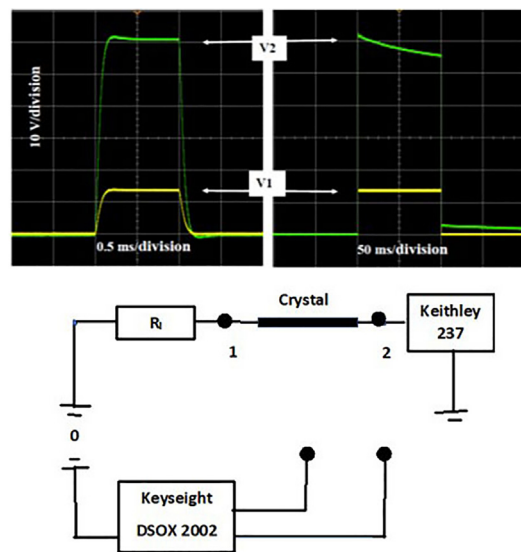 V2
10 V/division
V1
0.5 ms/division
50 ms/division
Crystal
Rₗ
1
2
Keithley
237
0
Keyseight
DSOX 2002